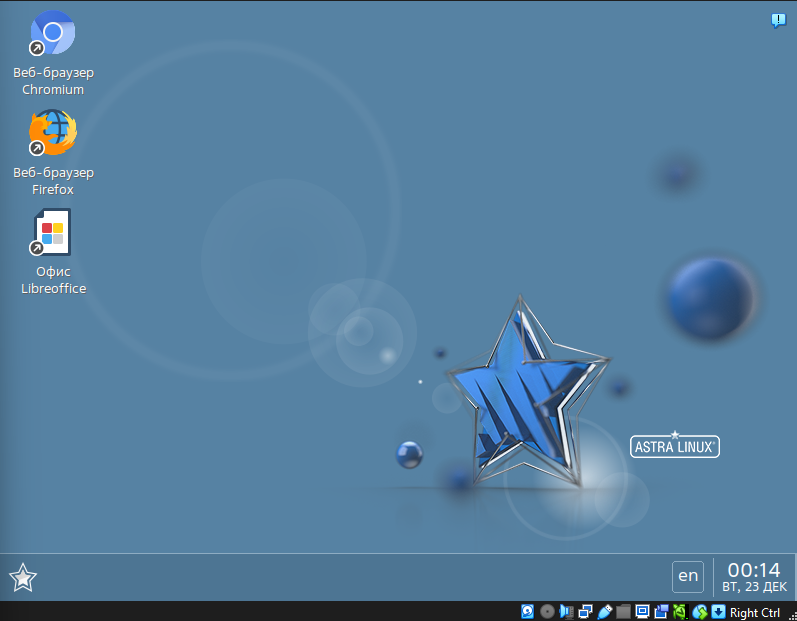 Веб-браузер
Chromium
Веб-браузер
Firefox
Офис
Libreoffice
ASTRA LINUX®
en
00:14
ВТ, 23 ДЕК
Right Ctrl